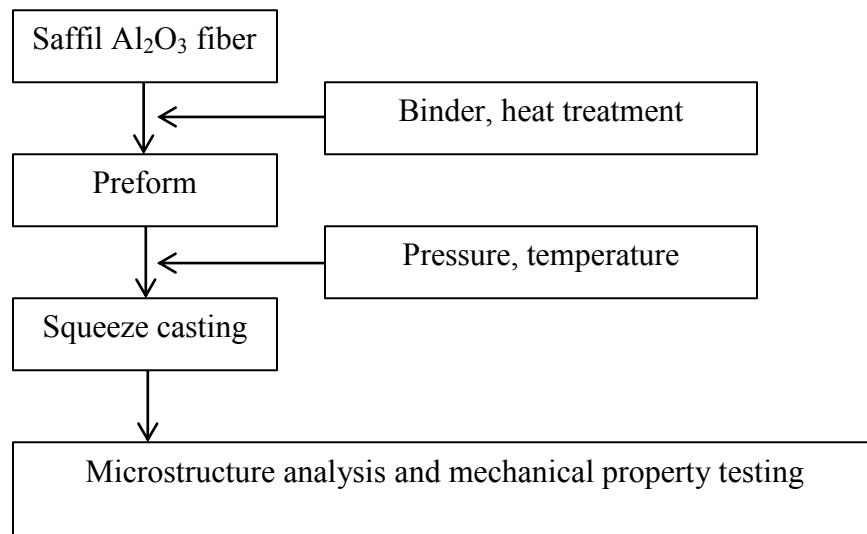 Saffil Al₂O₃ fiber
Binder, heat treatment
Preform
Pressure, temperature
Squeeze casting
Microstructure analysis and mechanical property testing